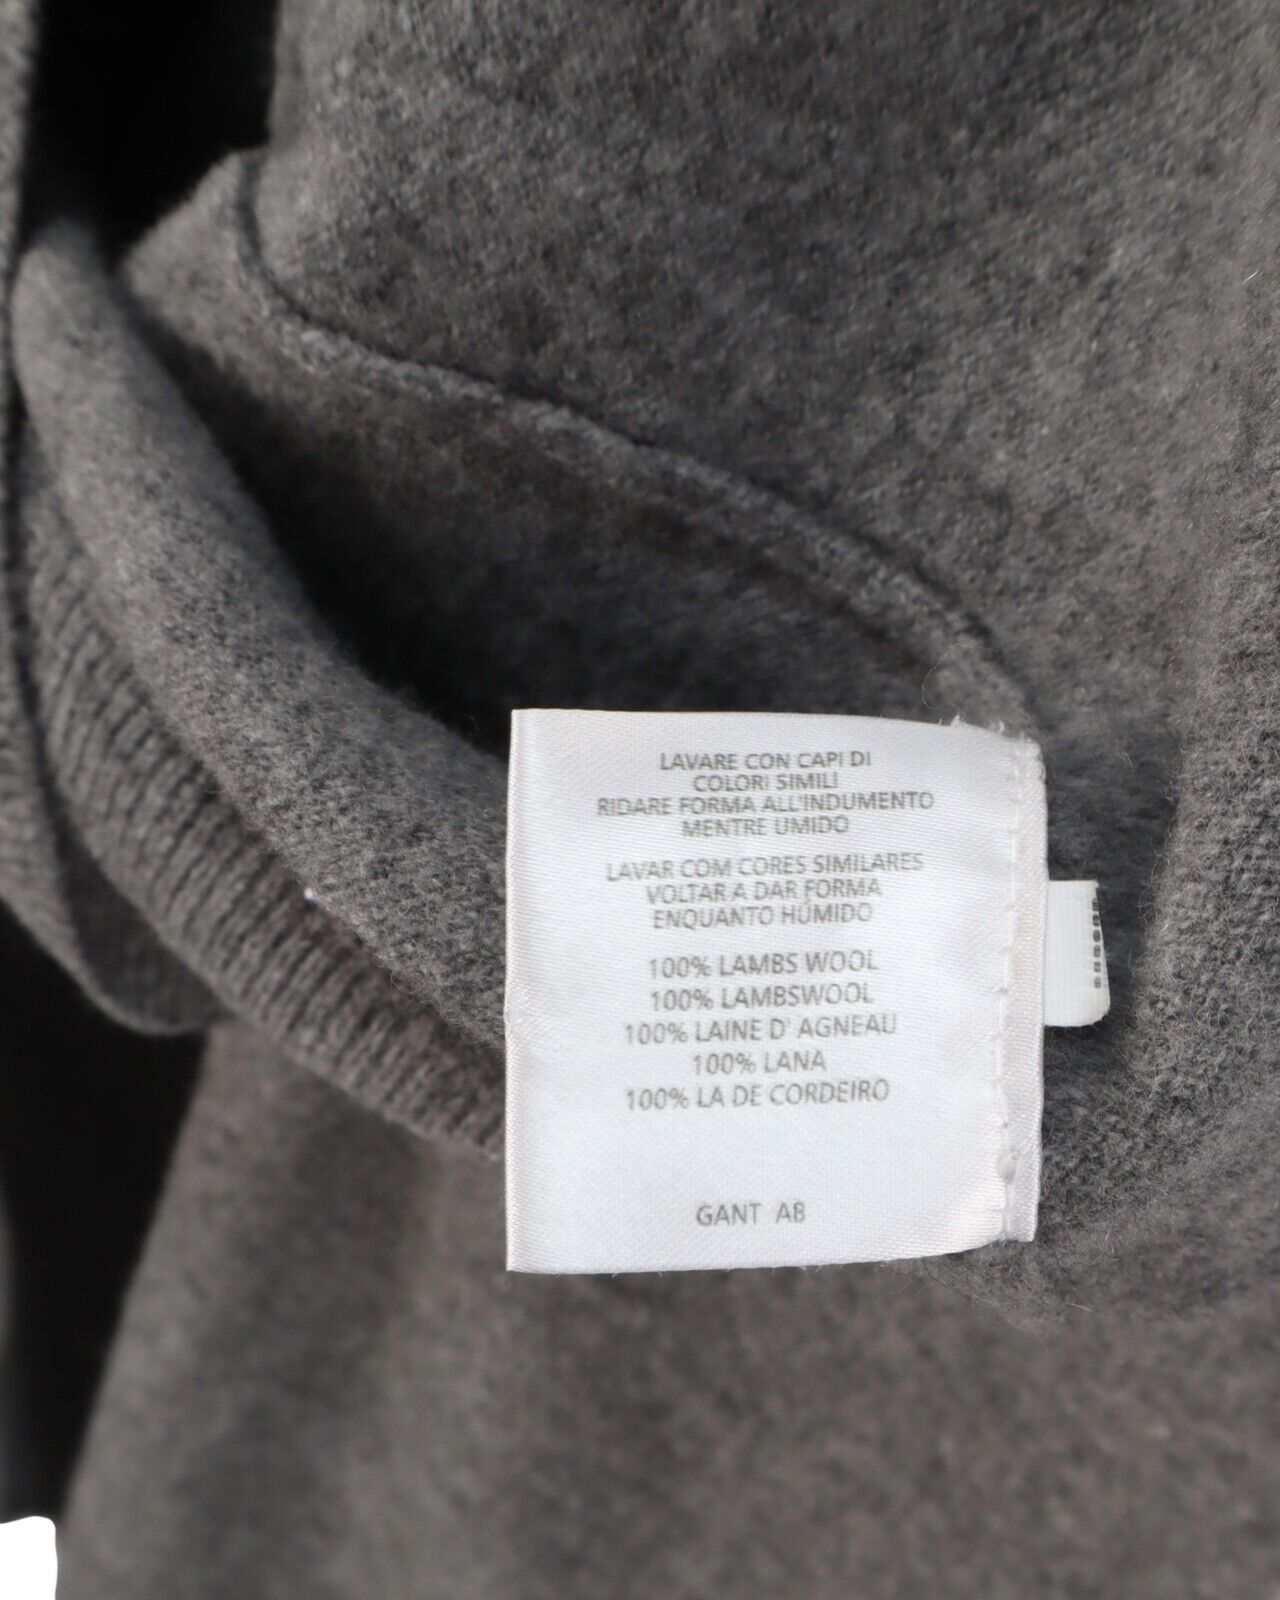 LAVARE CON CAPI DI
COLORI SIMILI
RIDARE FORMA ALL'INDUMENTO
MENTRE UMIDO
LAVAR COM CORES SIMILARES
VOLTAR A DAR FORMA
ENQUANTO HÚMIDO
100% LAMBS WOOL
100% LAMBSWOOL
100% LAINE D' AGNEAU
100% LANA
100% LA DE CORDEIRO
GANT AB